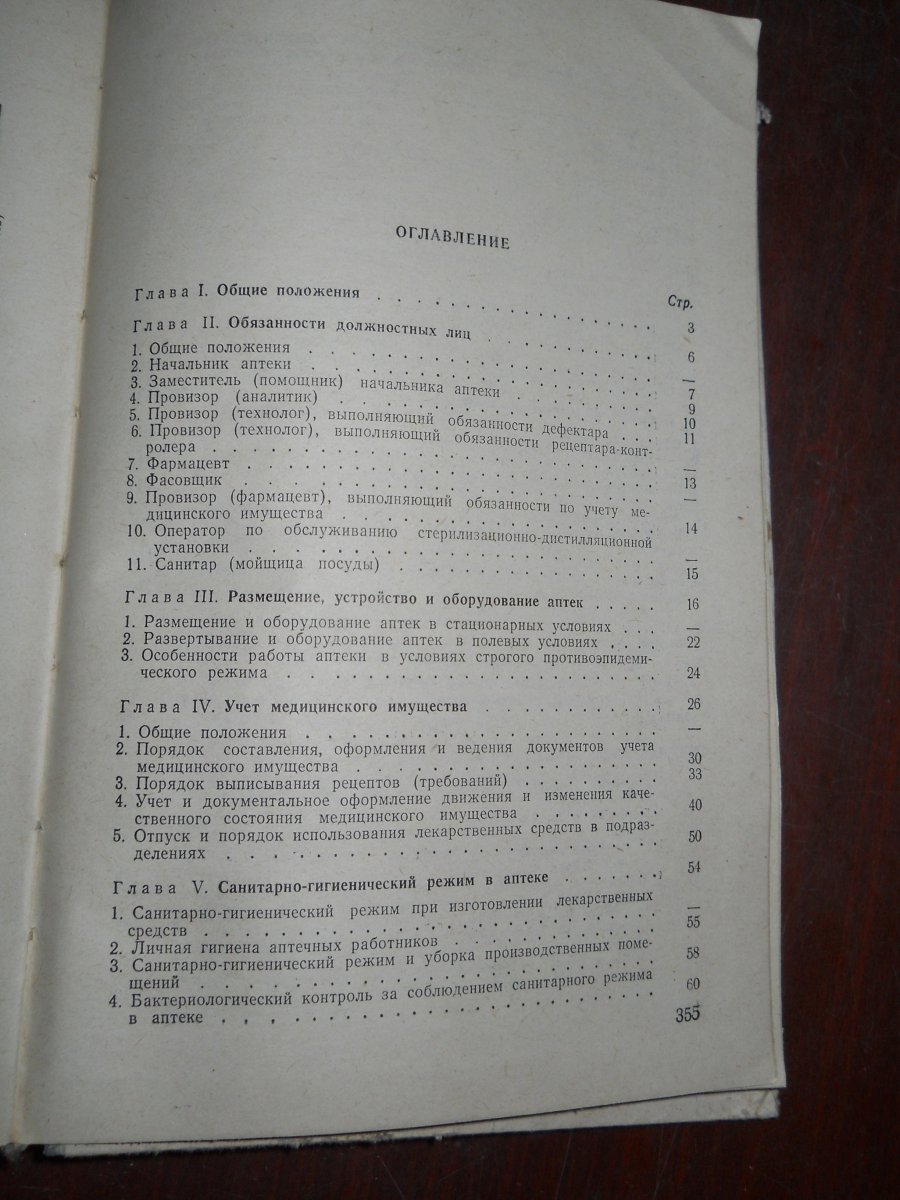 ОГЛАВЛЕНИЕ
Стр.
Глава I. Общие положения . . . . . . . . . . . . . . . . 3
Глава II. Обязанности должностных лиц . . . . . . . . . . 6
1. Общие положения . . . . . . . . . . . . . . . . . . . —
2. Начальник аптеки . . . . . . . . . . . . . . . . . . . 7
3. Заместитель (помощник) начальника аптеки . . . . . . . 9
4. Провизор (аналитик) . . . . . . . . . . . . . . . . . 10
5. Провизор (технолог), выполняющий обязанности дефектара . . . 11
6. Провизор (технолог), выполняющий обязанности рецептара-конт-
ролера . . . . . . . . . . . . . . . . . . . . . . . . —
7. Фармацевт . . . . . . . . . . . . . . . . . . . . . . 13
8. Фасовщик . . . . . . . . . . . . . . . . . . . . . . —
9. Провизор (фармацевт), выполняющий обязанности по учету ме-
дицинского имущества . . . . . . . . . . . . . . . . . 14
10. Оператор по обслуживанию стерилизационно-дистилляционной
установки . . . . . . . . . . . . . . . . . . . . . . —
11. Санитар (мойщица посуды) . . . . . . . . . . . . . . 15
Глава III. Размещение, устройство и оборудование аптек . . . . . 16
1. Размещение и оборудование аптек в стационарных условиях . . . —
2. Развертывание и оборудование аптек в полевых условиях . . . . 22
3. Особенности работы аптеки в условиях строгого противоэпидеми-
ческого режима . . . . . . . . . . . . . . . . . . . . 24
Глава IV. Учет медицинского имущества . . . . . . . . . . . 26
1. Общие положения . . . . . . . . . . . . . . . . . . . —
2. Порядок составления, оформления и ведения документов учета
медицинского имущества . . . . . . . . . . . . . . . . 30
3. Порядок выписывания рецептов (требований) . . . . . . . . 33
4. Учет и документальное оформление движения и изменения каче-
ственного состояния медицинского имущества . . . . . . . . 40
5. Отпуск и порядок использования лекарственных средств в подраз-
делениях . . . . . . . . . . . . . . . . . . . . . . . 50
Глава V. Санитарно-гигиенический режим в аптеке . . . . . . . 54
1. Санитарно-гигиенический режим при изготовлении лекарственных
средств . . . . . . . . . . . . . . . . . . . . . . . —
2. Личная гигиена аптечных работников . . . . . . . . . . . 55
3. Санитарно-гигиенический режим и уборка производственных поме-
щений . . . . . . . . . . . . . . . . . . . . . . . . 58
4. Бактериологический контроль за соблюдением санитарного режима
в аптеке . . . . . . . . . . . . . . . . . . . . . . . 60
355